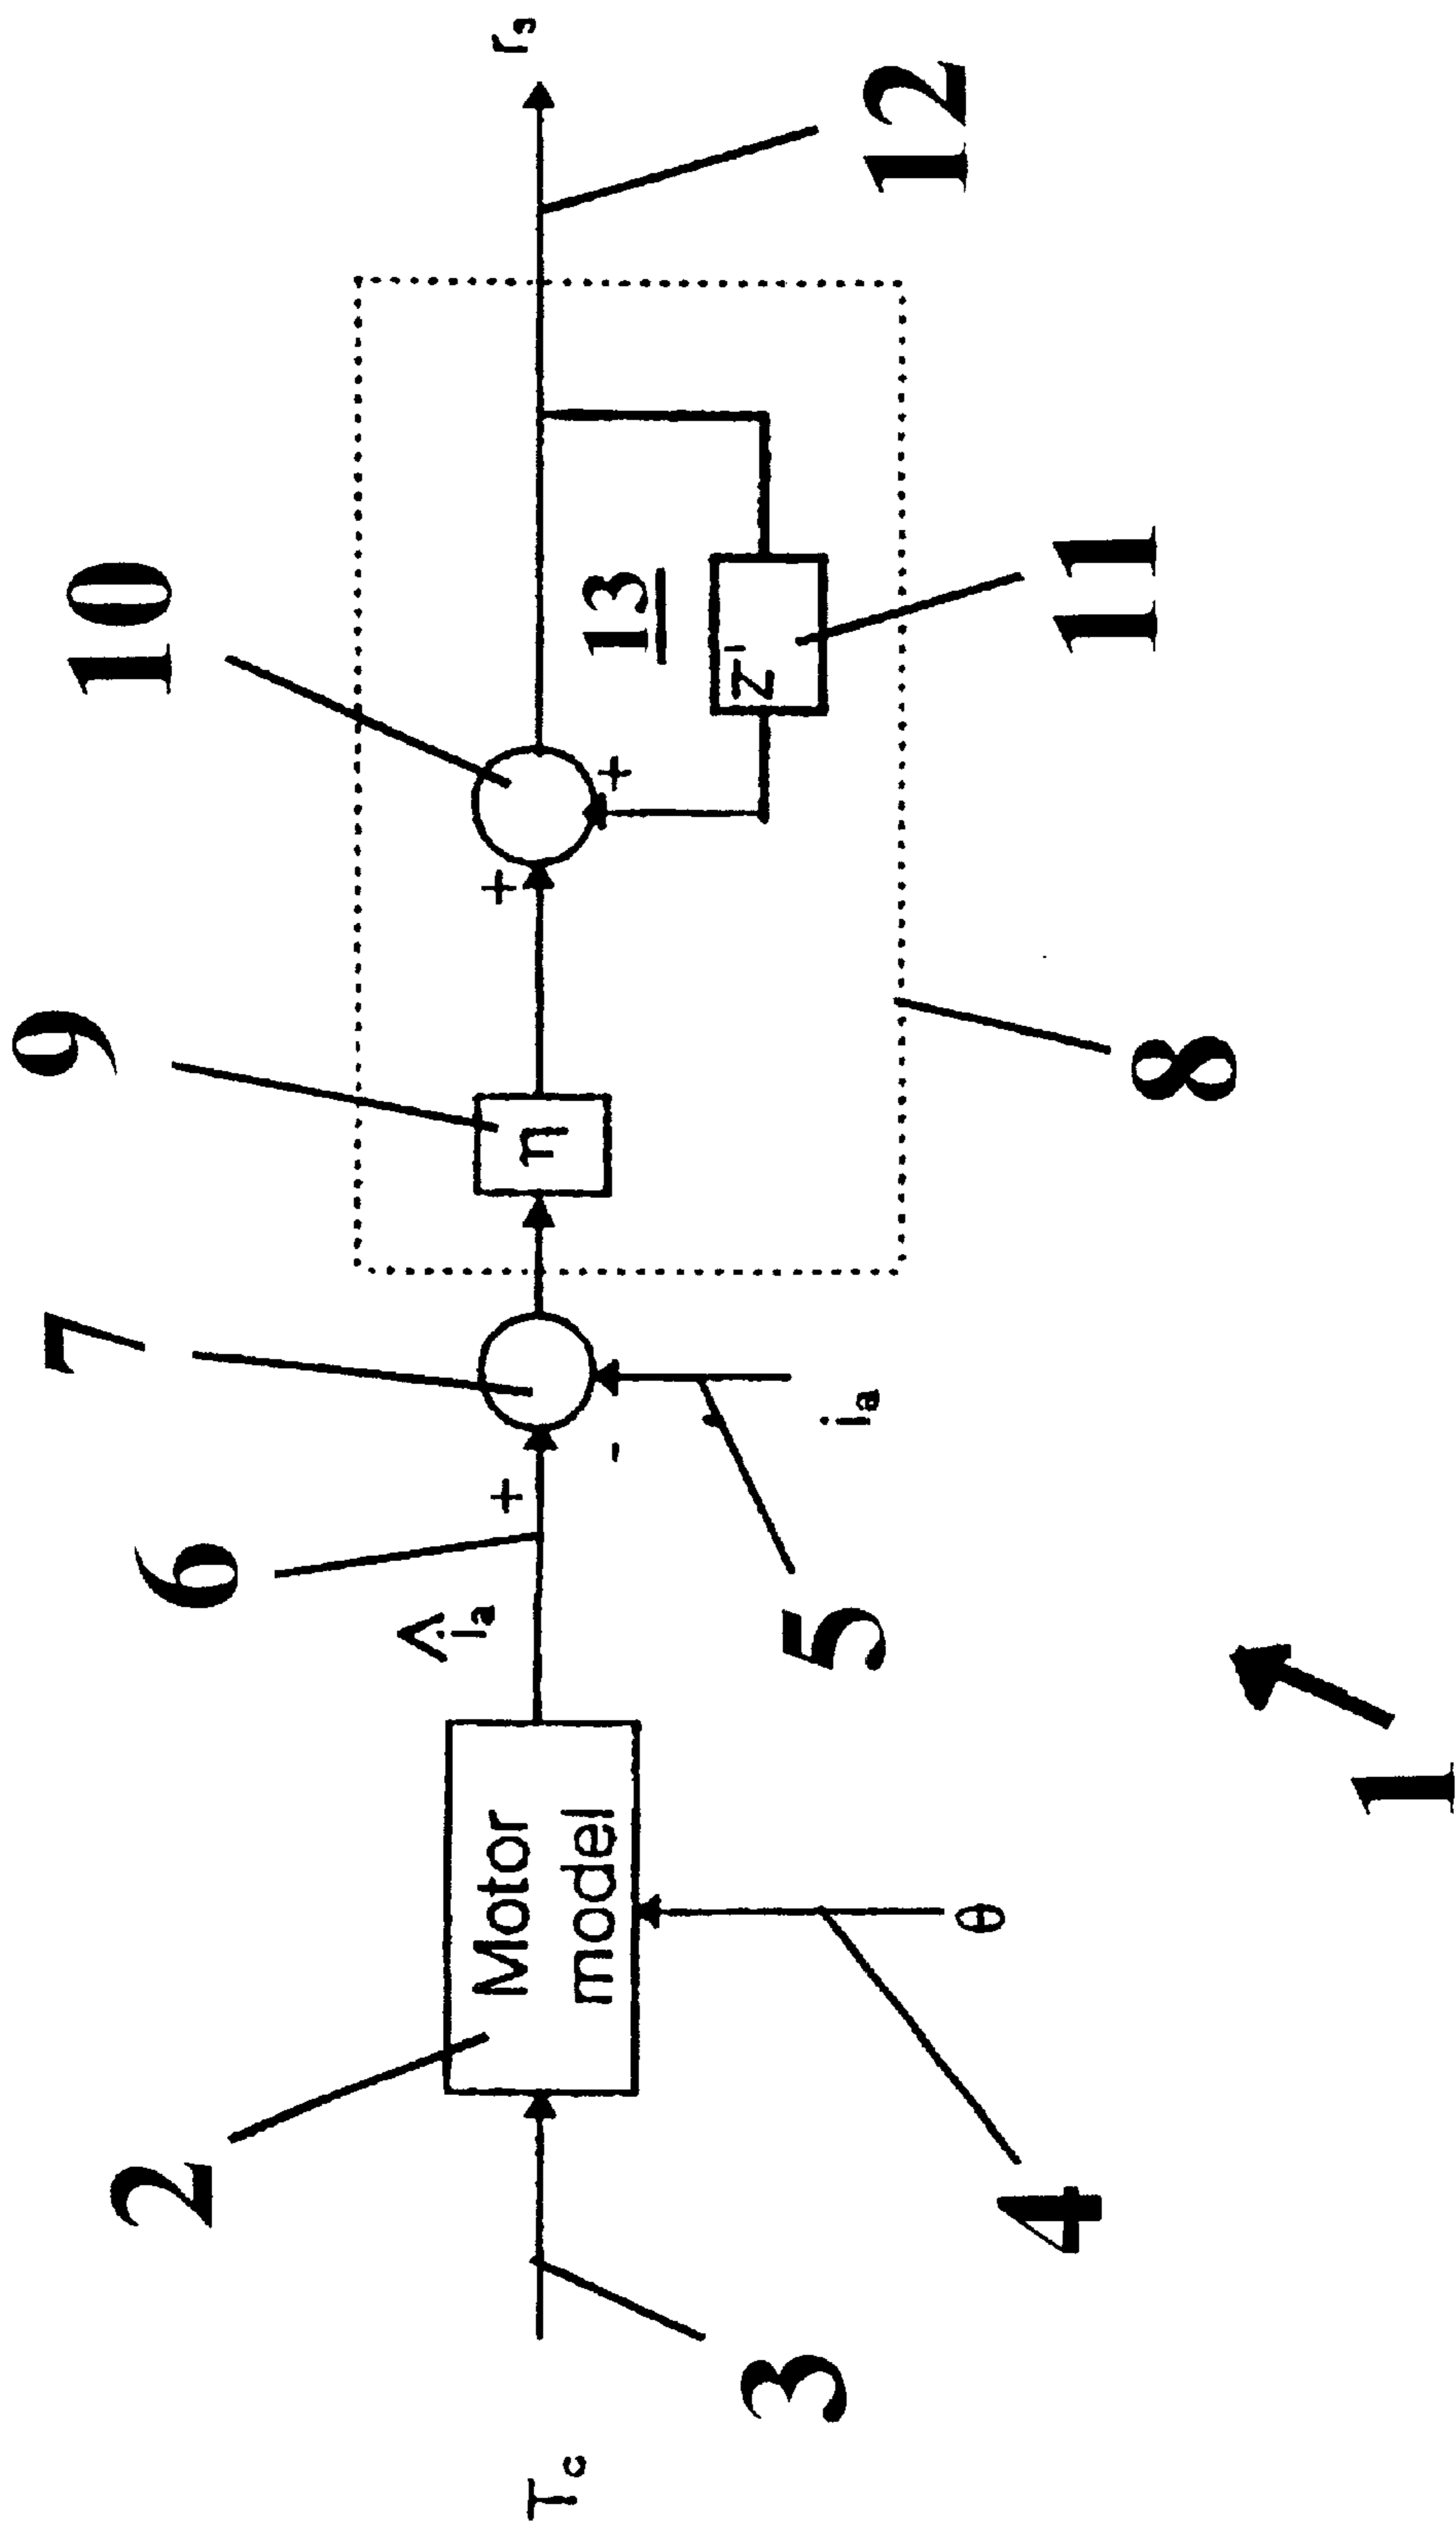 10
9
7
6
2
T_c
3
Motor
model
θ
4
î_a
+
-
i_a
5
η
+
+
13
z⁻¹
11
8
12
r_s
1